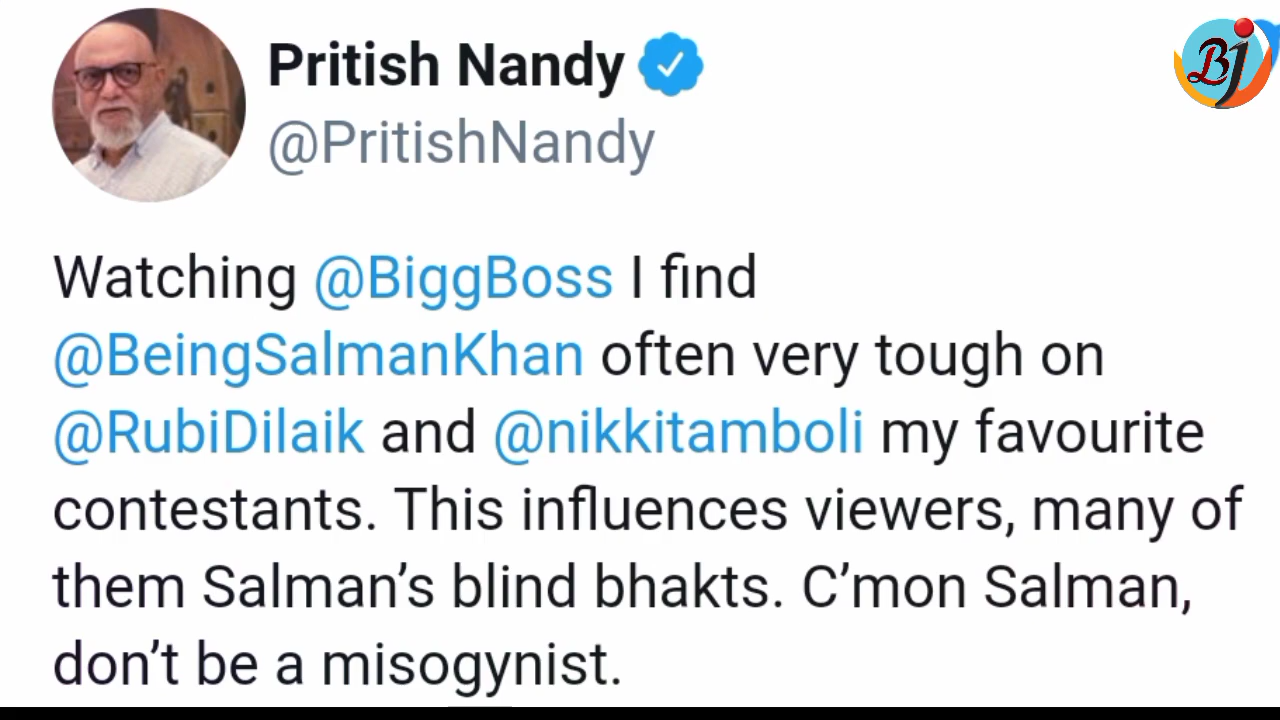 Pritish Nandy
@PritishNandy
Bj
Watching @BiggBoss I find
@BeingSalmanKhan often very tough on
@RubiDilaik and @nikkitamboli my favourite
contestants. This influences viewers, many of
them Salman’s blind bhakts. C’mon Salman,
don’t be a misogynist.